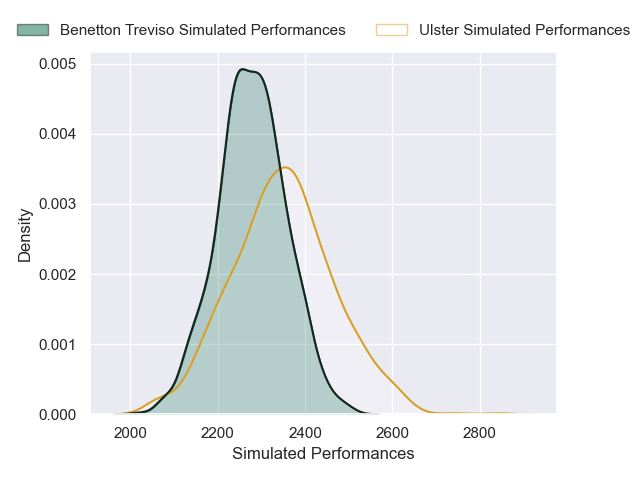 Benetton Treviso Simulated Performances Ulster Simulated Performances
0.005
0.004
0.003
0.002
0.001
0.000
Density
2000 2200 2400 2600 2800
Simulated Performances